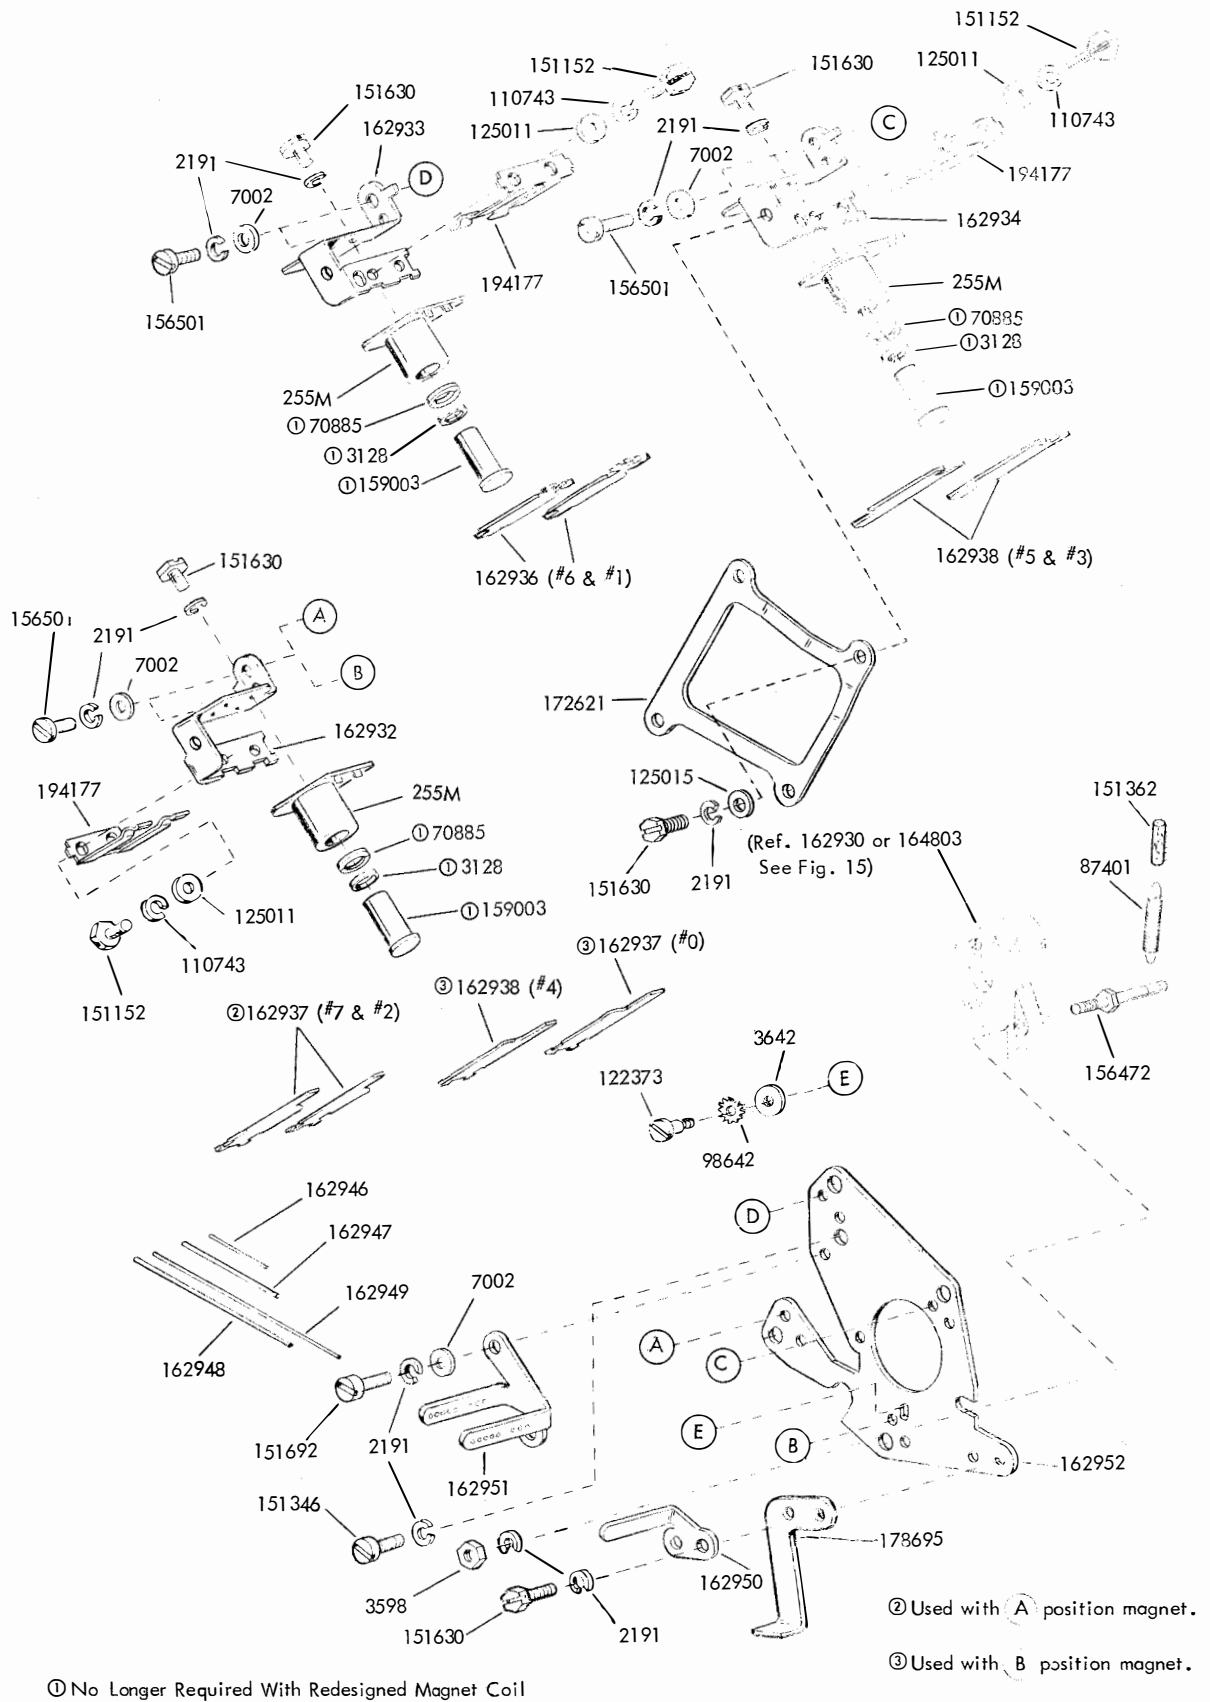 151152
151630
125011
151152
151630
110743
162933
110743
125011
2191
C
2191
7002
D
194177
7002
162934
194177
156501
255M
156501
① 70885
① 3128
255M
① 159003
① 70885
① 3128
① 159003
162938 (#5 & #3)
162936 (#6 & #1)
151630
156501
A
2191
7002
B
172621
162932
125015
194177
255M
151362
① 70885
(Ref. 162930 or 164803
See Fig. 15)
① 3128
87401
151630
2191
125011
① 159003
110743
③ 162937 (#0)
③ 162938 (#4)
151152
② 162937 (#7 & #2)
3642
156472
122373
E
98642
162946
D
162947
7002
162949
A
C
162948
E
B
151692
2191
162952
162951
151346
178695
162950
3598
② Used with A position magnet.
151630
2191
③ Used with B position magnet.
① No Longer Required With Redesigned Magnet Coil